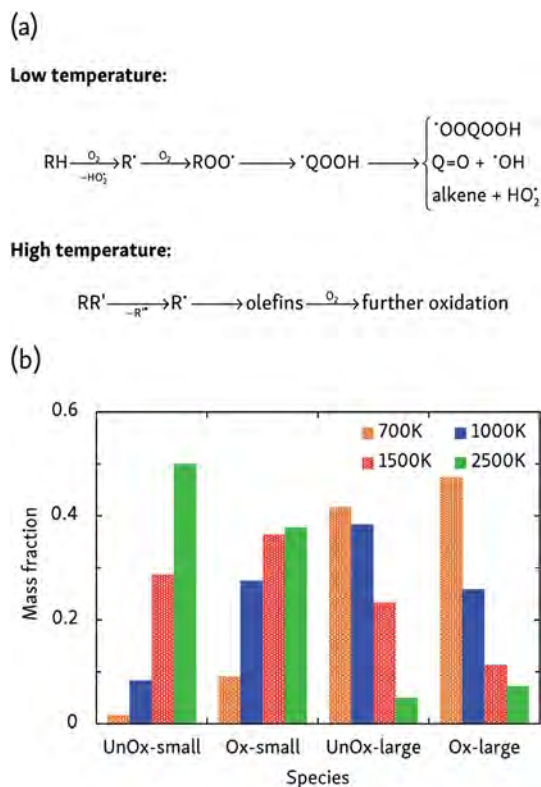 (a)
Low temperature:
RH —O₂/−HO₂˙→ R˙ —O₂→ ROO˙ → ˙QOOH → { ˙OOQOOH
Q=O + ˙OH
alkene + HO₂˙
High temperature:
RR' —−R'˙→ R˙ → olefins —O₂→ further oxidation
(b)
0.6
700K 1000K
1500K 2500K
0.4
Mass fraction
0.2
0
UnOx-small Ox-small UnOx-large Ox-large
Species